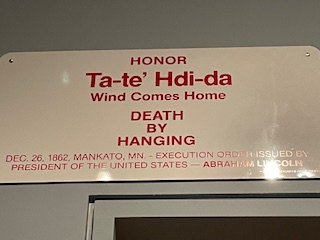 HONOR
Ta-te' Hdi-da
Wind Comes Home
DEATH
BY
HANGING
DEC. 26, 1862, MANKATO, MN. - EXECUTION ORDER ISSUED BY
PRESIDENT OF THE UNITED STATES — ABRAHAM LINCOLN